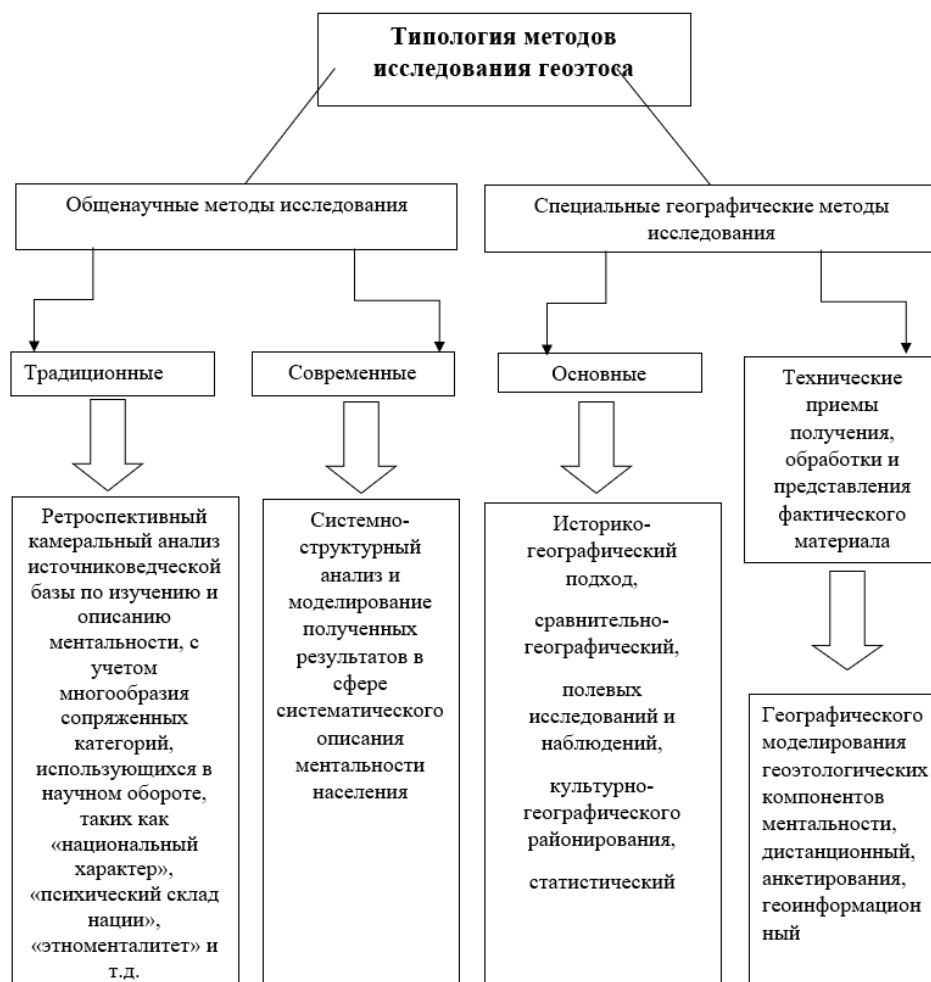 Типология методов
исследования геоэтоса
Общенаучные методы исследования
Специальные географические методы
исследования
Традиционные
Современные
Основные
Технические
приемы
получения,
обработки и
представления
фактического
материала
Ретроспективный
камеральный анализ
источниковедческой
базы по изучению и
описанию
ментальности, с
учетом
многообразия
сопряженных
категорий,
использующихся в
научном обороте,
таких как
«национальный
характер»,
«психический склад
нации»,
«этноменталитет» и
т.д.
Системно-
структурный
анализ и
моделирование
полученных
результатов в
сфере
систематического
описания
ментальности
населения
Историко-
географический
подход,
сравнительно-
географический,
полевых
исследований и
наблюдений,
культурно-
географического
районирования,
статистический
Географического
моделирования
геоэтологических
компонентов
ментальности,
дистанционный,
анкетирования,
геоинформацион
ный